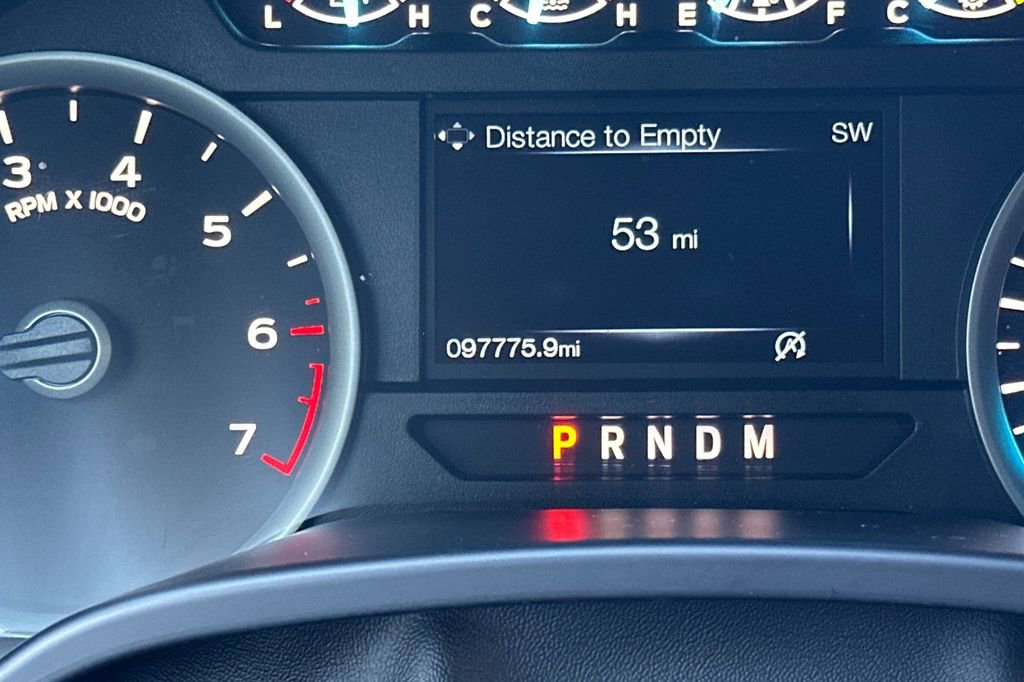 L H C H E F C
Distance to Empty SW
53 mi
097775.9mi
3 4 5 6 7
RPM X 1000
P R N D M